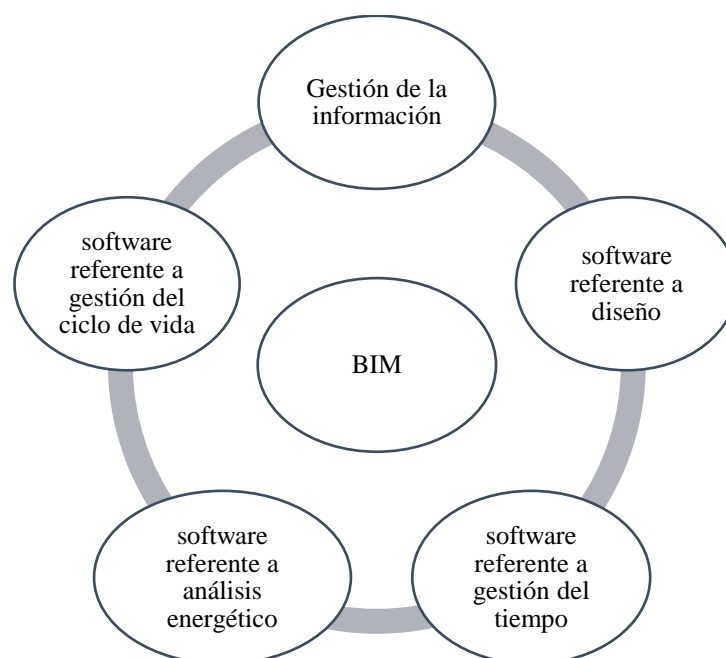 Gestión de la
información
software
referente a
diseño
software
referente a
gestión del
tiempo
software
referente a
análisis
energético
software
referente a
gestión del
ciclo de vida
BIM